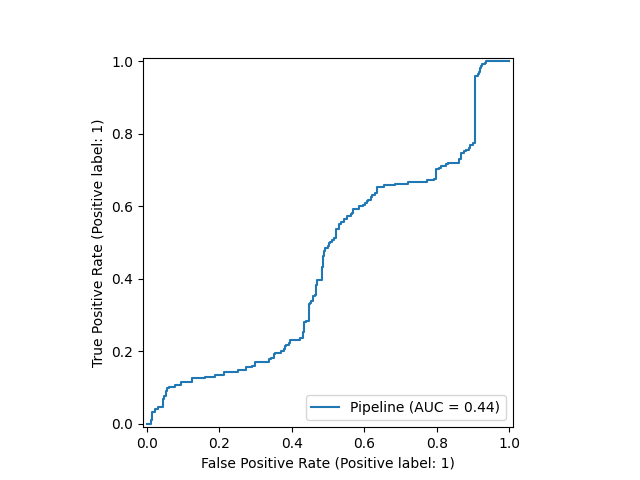 1.0
0.8
0.6
0.4
0.2
0.0
True Positive Rate (Positive label: 1)
Pipeline (AUC = 0.44)
0.0 0.2 0.4 0.6 0.8 1.0
False Positive Rate (Positive label: 1)